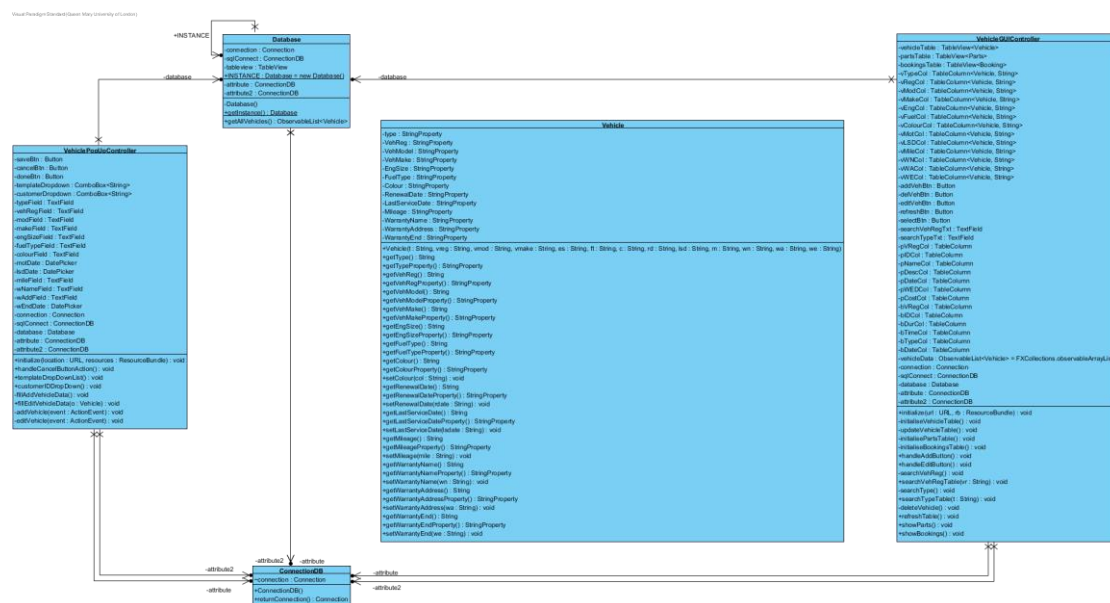 Visual Paradigm Standard(Queen Mary University of London)
+INSTANCE
Database
-connection : Connection
-sqlConnect : ConnectionDB
-tableview : TableView
+INSTANCE : Database = new Database()
-attribute : ConnectionDB
-attribute2 : ConnectionDB
-Database()
+getInstance() : Database
+getAllVehicles() : ObservableList<Vehicle>
-database
-database
VehiclePopUpController
-saveBtn : Button
-cancelBtn : Button
-doneBtn : Button
-templateDropdown : ComboBox<String>
-customerDropdown : ComboBox<String>
-typeField : TextField
-vehRegField : TextField
-modField : TextField
-makeField : TextField
-engSizeField : TextField
-fuelTypeField : TextField
-colourField : TextField
-motDate : DatePicker
-lsdDate : DatePicker
-mileField : TextField
-wNameField : TextField
-wAddField : TextField
-wEndDate : DatePicker
-connection : Connection
-sqlConnect : ConnectionDB
-database : Database
-attribute : ConnectionDB
-attribute2 : ConnectionDB
+initialize(location : URL, resources : ResourceBundle) : void
+handleCancelButtonAction() : void
+templateDropDownList() : void
+customerIDDropDown() : void
-fillAddVehicleData() : void
+fillEditVehicleData(o : Vehicle) : void
-addVehicle(event : ActionEvent) : void
-editVehicle(event : ActionEvent) : void
Vehicle
-type : StringProperty
-VehReg : StringProperty
-VehModel : StringProperty
-VehMake : StringProperty
-EngSize : StringProperty
-FuelType : StringProperty
-Colour : StringProperty
-RenewalDate : StringProperty
-LastServiceDate : StringProperty
-Mileage : StringProperty
-WarrantyName : StringProperty
-WarrantyAddress : StringProperty
-WarrantyEnd : StringProperty
+Vehicle(t : String, vreg : String, vmod : String, vmake : String, es : String, ft : String, c : String, rd : String, lsd : String, m : String, wn : String, wa : String, we : String)
+getType() : String
+getTypeProperty() : StringProperty
+getVehReg() : String
+getVehRegProperty() : StringProperty
+getVehModel() : String
+getVehModelProperty() : StringProperty
+getVehMake() : String
+getVehMakeProperty() : StringProperty
+getEngSize() : String
+getEngSizeProperty() : StringProperty
+getFuelType() : String
+getFuelTypeProperty() : StringProperty
+getColour() : String
+getColourProperty() : StringProperty
+setColour(col : String) : void
+getRenewalDate() : String
+getRenewalDateProperty() : StringProperty
+setRenewalDate(rdate : String) : void
+getLastServiceDate() : String
+getLastServiceDateProperty() : StringProperty
+setLastServiceDate(lsdate : String) : void
+getMileage() : String
+getMileageProperty() : StringProperty
+setMileage(mile : String) : void
+getWarrantyName() : String
+getWarrantyNameProperty() : StringProperty
+setWarrantyName(wn : String) : void
+getWarrantyAddress() : String
+getWarrantyAddressProperty() : StringProperty
+setWarrantyAddress(wa : String) : void
+getWarrantyEnd() : String
+getWarrantyEndProperty() : StringProperty
+setWarrantyEnd(we : String) : void
VehicleGUIController
-vehicleTable : TableView<Vehicle>
-partsTable : TableView<Parts>
-bookingsTable : TableView<Booking>
-vTypeCol : TableColumn<Vehicle, String>
-vRegCol : TableColumn<Vehicle, String>
-vModCol : TableColumn<Vehicle, String>
-vMakeCol : TableColumn<Vehicle, String>
-vEngCol : TableColumn<Vehicle, String>
-vFuelCol : TableColumn<Vehicle, String>
-vColourCol : TableColumn<Vehicle, String>
-vMotCol : TableColumn<Vehicle, String>
-vLSDCol : TableColumn<Vehicle, String>
-vMileCol : TableColumn<Vehicle, String>
-vWNCol : TableColumn<Vehicle, String>
-vWACol : TableColumn<Vehicle, String>
-vWECol : TableColumn<Vehicle, String>
-addVehBtn : Button
-delVehBtn : Button
-editVehBtn : Button
-refreshBtn : Button
-selectBtn : Button
-searchVehRegTxt : TextField
-searchTypeTxt : TextField
-pVRegCol : TableColumn
-pIDCol : TableColumn
-pNameCol : TableColumn
-pDescCol : TableColumn
-pDateCol : TableColumn
-pWEDCol : TableColumn
-pCostCol : TableColumn
-bVRegCol : TableColumn
-bIDCol : TableColumn
-bDurCol : TableColumn
-bTimeCol : TableColumn
-bTypeCol : TableColumn
-bDateCol : TableColumn
-vehicleData : ObservableList<Vehicle> = FXCollections.observableArrayList
-connection : Connection
-sqlConnect : ConnectionDB
-database : Database
-attribute : ConnectionDB
-attribute2 : ConnectionDB
+initialize(url : URL, rb : ResourceBundle) : void
-initialiseVehicleTable() : void
-updateVehicleTable() : void
-initialisePartsTable() : void
-initialiseBookingsTable() : void
+handleAddButton() : void
+handleEditButton() : void
-searchVehReg() : void
+searchVehRegTable(vr : String) : void
-searchType() : void
+searchTypeTable(t : String) : void
-deleteVehicle() : void
+refreshTable() : void
+showParts() : void
+showBookings() : void
-attribute2
-attribute
-attribute2
-attribute
ConnectionDB
-connection : Connection
+ConnectionDB()
+returnConnection() : Connection
-attribute
-attribute2